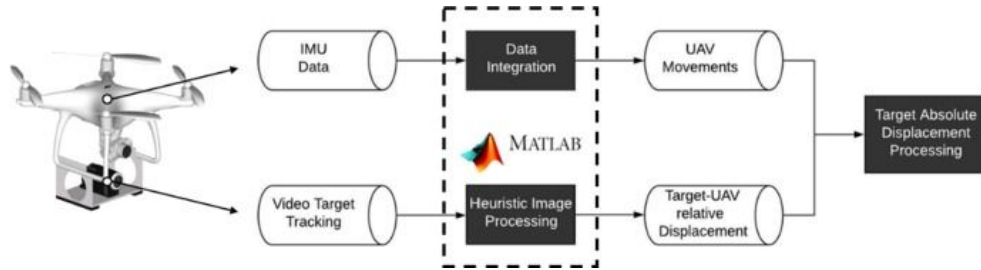 IMU
Data
Data
Integration
UAV
Movements
Target Absolute
Displacement
Processing
MATLAB
Video Target
Tracking
Heuristic Image
Processing
Target-UAV
relative
Displacement